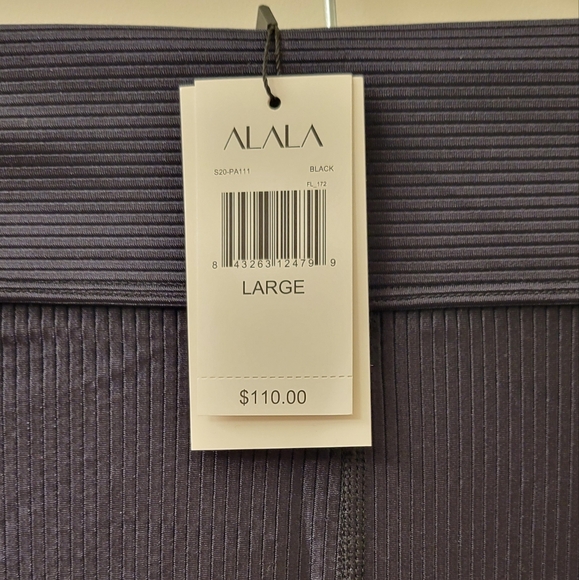 ALALA
S20-PA111 BLACK
FL_172
8 43263 12479 9
LARGE
$110.00